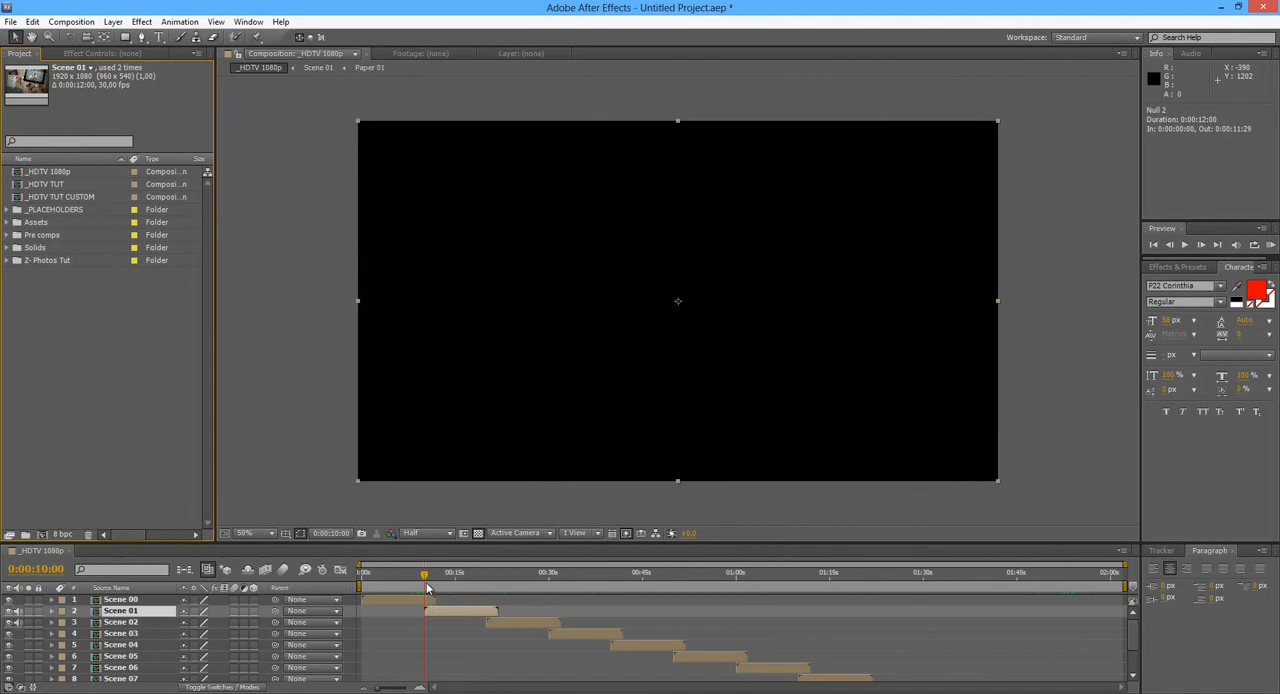 Adobe After Effects - Untitled Project.aep *
File Edit Composition Layer Effect Animation View Window Help
Workspace: Standard Search Help
Project Effect Controls: (none) Composition: _HDTV 1080p Footage: (none) Layer: (none) Info Audio
_HDTV 1080p Scene 01 Paper 01
Scene 01 , used 2 times
1920 x 1080 (960 x 540) (1,00)
Δ 0:00:12:00, 30,00 fps
R :
G :
B :
A : 0
X : -390
Y : 1202
Null 2
Duration: 0:00:12:00
In: 0:00:00:00, Out: 0:00:11:29
Name Type Size
_HDTV 1080p Composi...n
_HDTV TUT Composi...n
_HDTV TUT CUSTOM Composi...n
_PLACEHOLDERS Folder
Assets Folder
Pre comps Folder
Solids Folder
Z- Photos Tut Folder
Preview
Effects & Presets Characte
P22 Corinthia
Regular
58 px Auto
Metrics 0
- px
100 % 100 %
0 px 0 %
8 bpc
50% 0:00:10:00 Half Active Camera 1 View +0,0
_HDTV 1080p
Tracker Paragraph
0:00:10:00
00s 00:15s 00:30s 00:45s 01:00s 01:15s 01:30s 01:45s 02:00s
0 px 0 px 0 px
0 px 0 px
# Source Name Parent
1 Scene 00 None
2 Scene 01 None
3 Scene 02 None
4 Scene 03 None
5 Scene 04 None
6 Scene 05 None
7 Scene 06 None
8 Scene 07 None
Toggle Switches / Modes